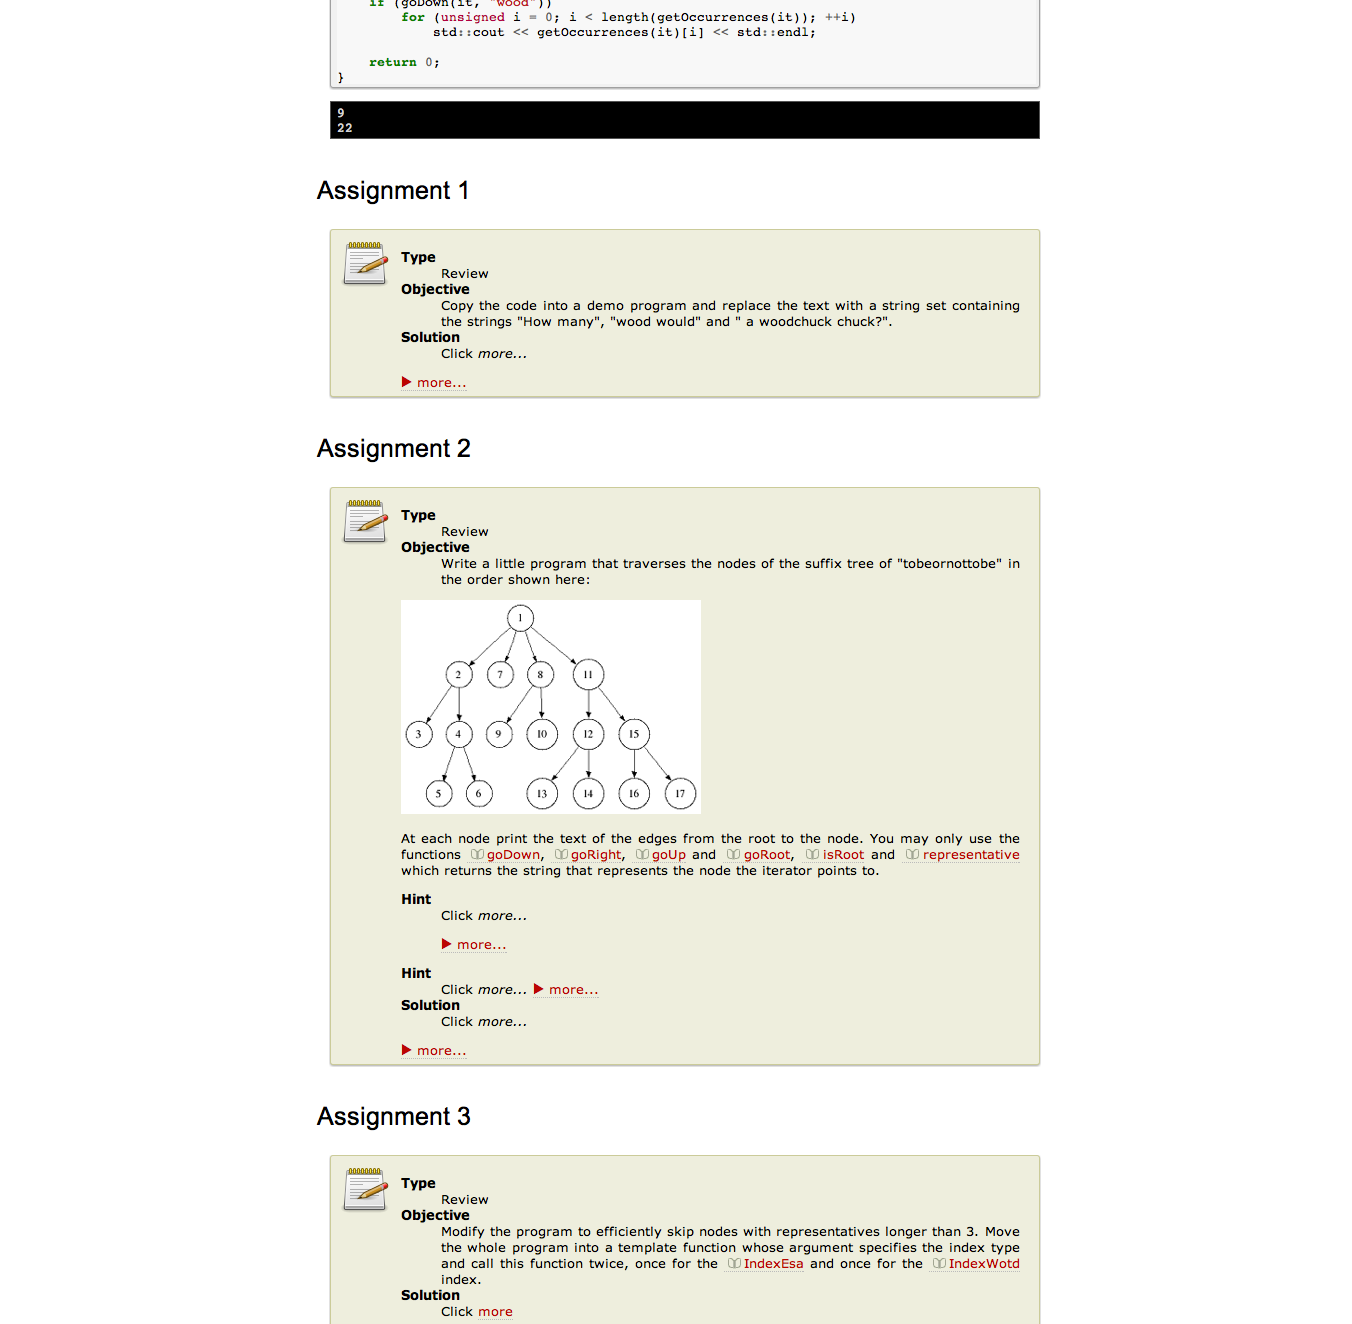 if (goDown(it, "wood"))
for (unsigned i = 0; i < length(getOccurrences(it)); ++i)
std::cout << getOccurrences(it)[i] << std::endl;
return 0;
}
9
22
Assignment 1
Type
Review
Objective
Copy the code into a demo program and replace the text with a string set containing
the strings "How many", "wood would" and " a woodchuck chuck?".
Solution
Click more...
more...
Assignment 2
Type
Review
Objective
Write a little program that traverses the nodes of the suffix tree of "tobeornottobe" in
the order shown here:
1
2 7 8 11
3 4 9 10 12 15
5 6 13 14 16 17
At each node print the text of the edges from the root to the node. You may only use the
functions goDown, goRight, goUp and goRoot, isRoot and representative
which returns the string that represents the node the iterator points to.
Hint
Click more...
more...
Hint
Click more... more...
Solution
Click more...
more...
Assignment 3
Type
Review
Objective
Modify the program to efficiently skip nodes with representatives longer than 3. Move
the whole program into a template function whose argument specifies the index type
and call this function twice, once for the IndexEsa and once for the IndexWotd
index.
Solution
Click more